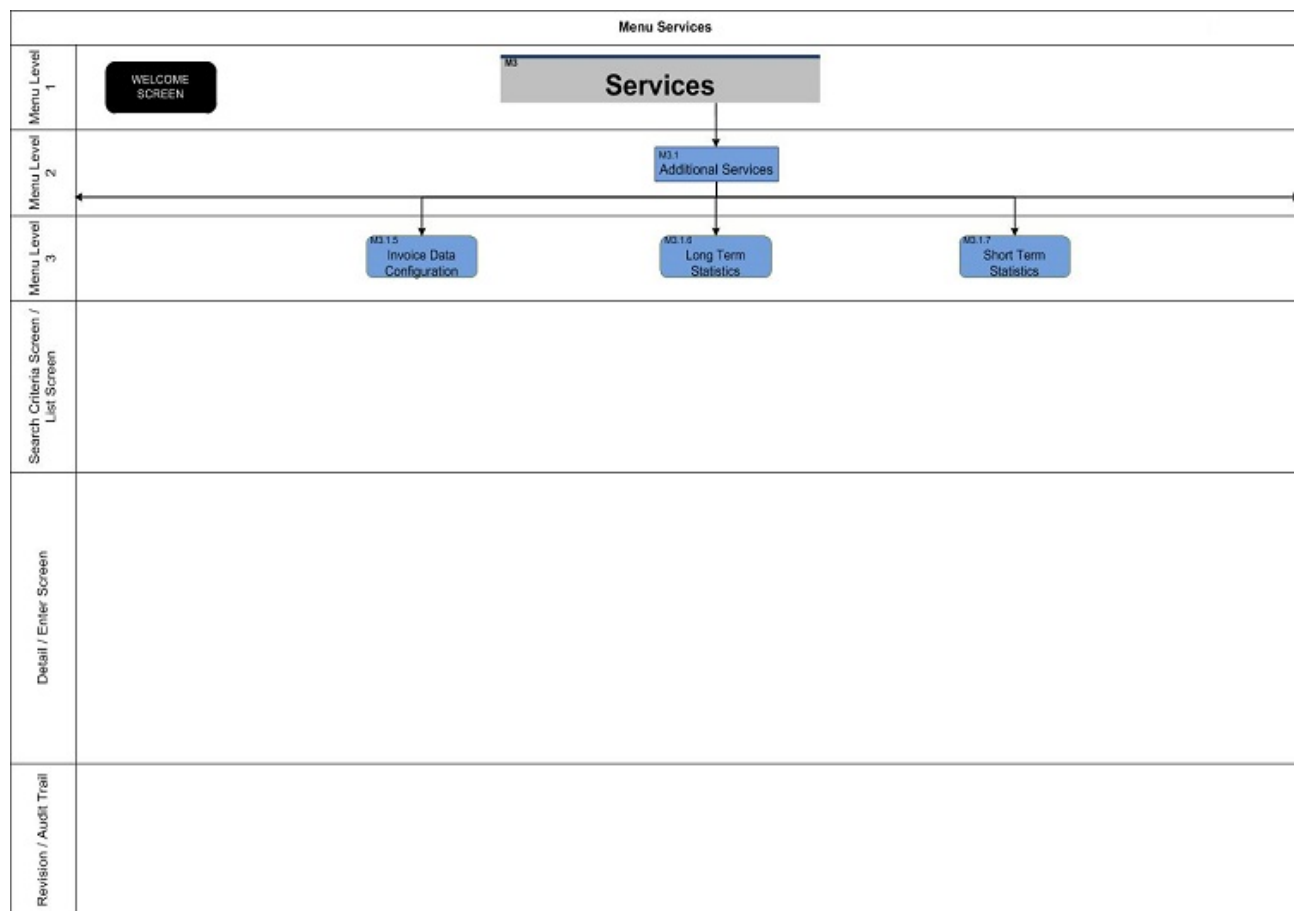 Menu Services
Menu Level
1
WELCOME
SCREEN
M3
Services
Menu Level
2
M3.1
Additional Services
Menu Level
3
M3.1.5
Invoice Data
Configuration
M3.1.6
Long Term
Statistics
M3.1.7
Short Term
Statistics
Search Criteria Screen /
List Screen
Detail / Enter Screen
Revision / Audit Trail